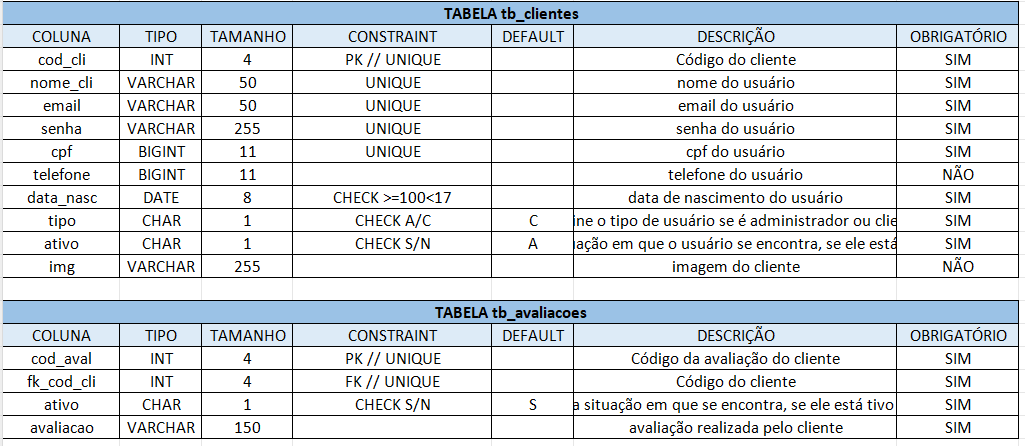 TABELA tb_clientes
COLUNA TIPO TAMANHO CONSTRAINT DEFAULT DESCRIÇÃO OBRIGATÓRIO
cod_cli INT 4 PK // UNIQUE Código do cliente SIM
nome_cli VARCHAR 50 UNIQUE nome do usuário SIM
email VARCHAR 50 UNIQUE email do usuário SIM
senha VARCHAR 255 UNIQUE senha do usuário SIM
cpf BIGINT 11 UNIQUE cpf do usuário SIM
telefone BIGINT 11 telefone do usuário NÃO
data_nasc DATE 8 CHECK >=100<17 data de nascimento do usuário SIM
tipo CHAR 1 CHECK A/C C ine o tipo de usuário se é administrador ou clie SIM
ativo CHAR 1 CHECK S/N A uação em que o usuário se encontra, se ele está SIM
img VARCHAR 255 imagem do cliente NÃO
TABELA tb_avaliacoes
COLUNA TIPO TAMANHO CONSTRAINT DEFAULT DESCRIÇÃO OBRIGATÓRIO
cod_aval INT 4 PK // UNIQUE Código da avaliação do cliente SIM
fk_cod_cli INT 4 FK // UNIQUE Código do cliente SIM
ativo CHAR 1 CHECK S/N S a situação em que se encontra, se ele está tivo SIM
avaliacao VARCHAR 150 avaliação realizada pelo cliente SIM